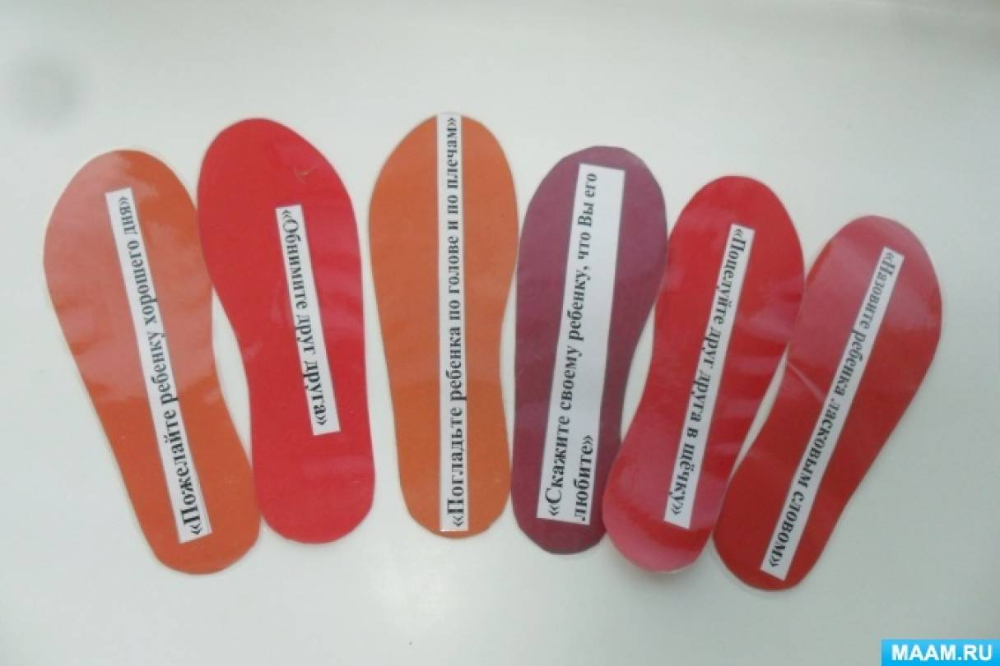 «Пожелайте ребенку хорошего дня»
«Обнимите друг друга»
«Погладьте ребенка по голове и по плечам»
«Скажите своему ребенку, что Вы его
любите»
«Поцелуйте друг друга в щёчку»
«Назовите ребенка ласковым словом»
MAAM.RU